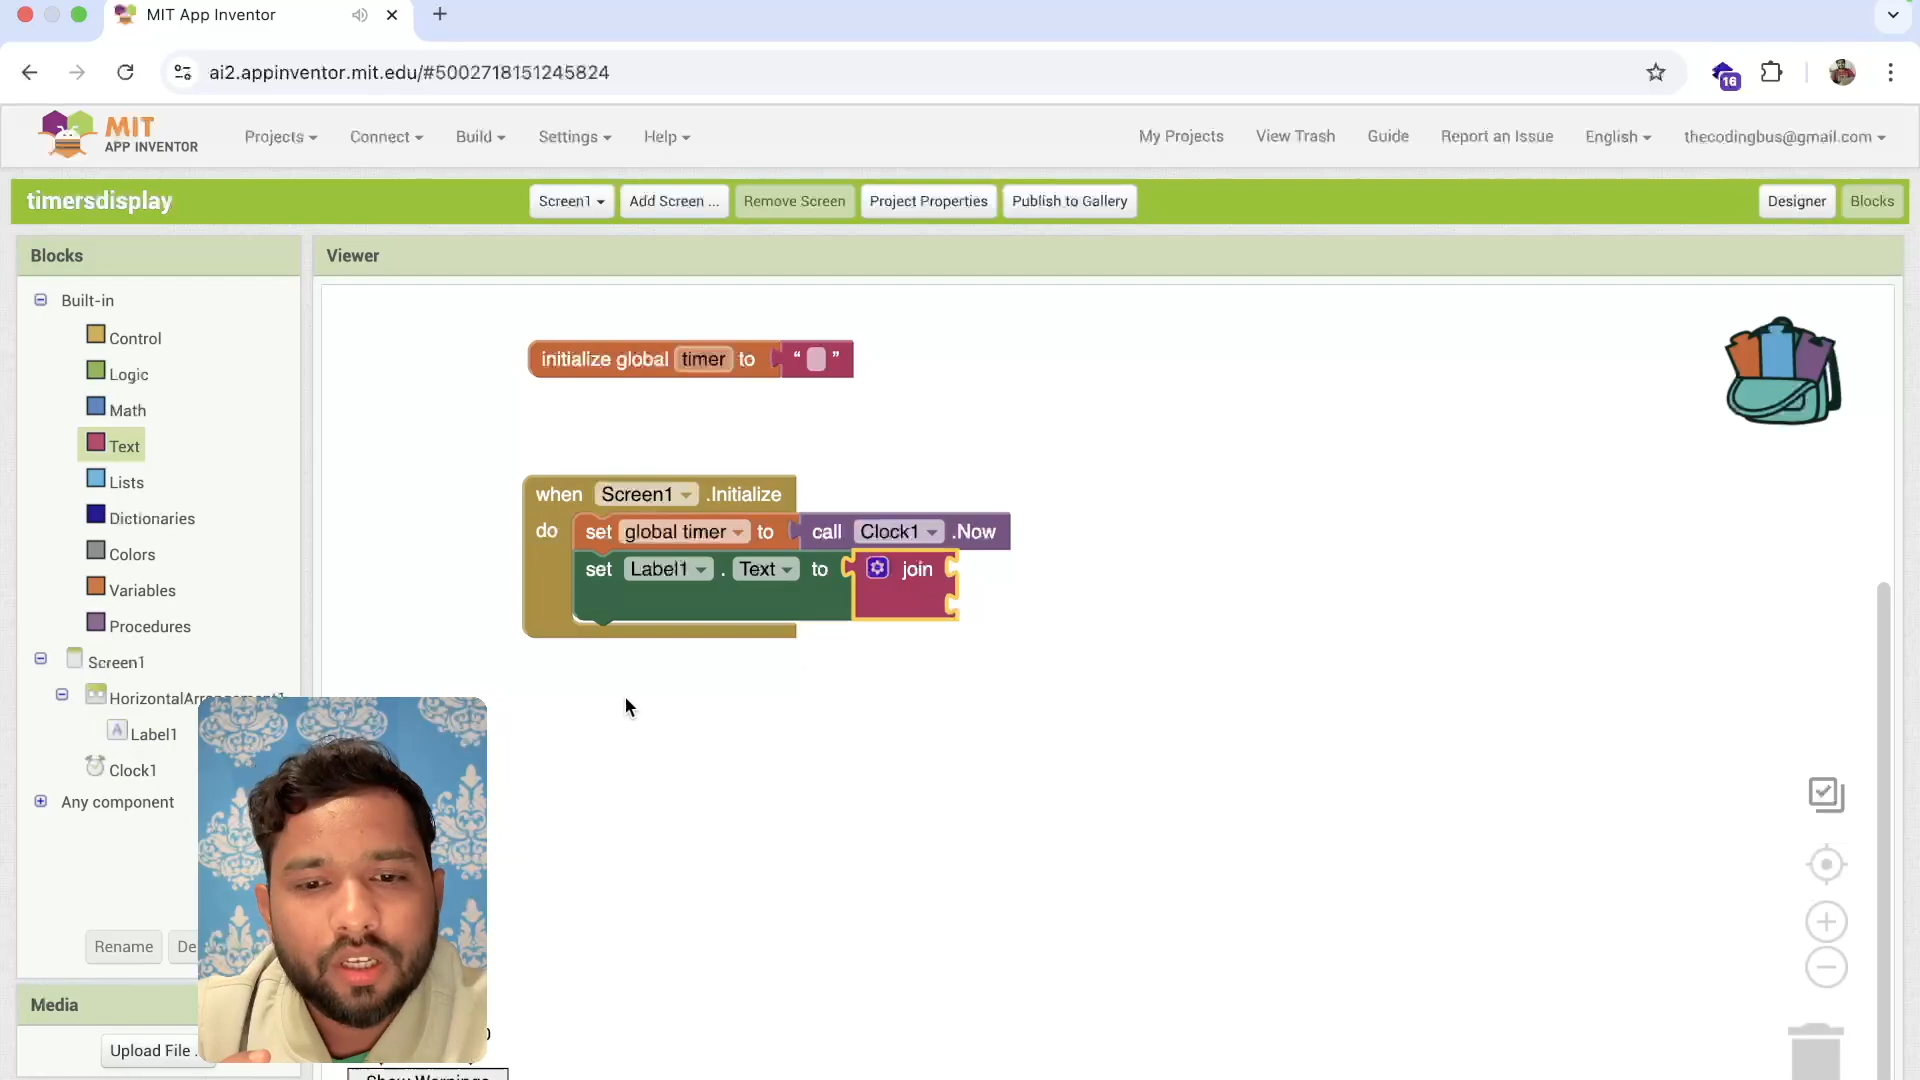 MIT App Inventor
ai2.appinventor.mit.edu/#5002718151245824
16
MIT
APP INVENTOR
Projects
Connect
Build
Settings
Help
My Projects
View Trash
Guide
Report an Issue
English
thecodingbus@gmail.com
timersdisplay
Screen1
Add Screen ...
Remove Screen
Project Properties
Publish to Gallery
Designer
Blocks
Blocks
Viewer
Built-in
Control
Logic
Math
Text
Lists
Dictionaries
Colors
Variables
Procedures
Screen1
Label1
Clock1
Any component
Rename
Media
Upload File
initialize global timer to “ ”
when Screen1 .Initialize
do set global timer to call Clock1 .Now
set Label1 . Text to join